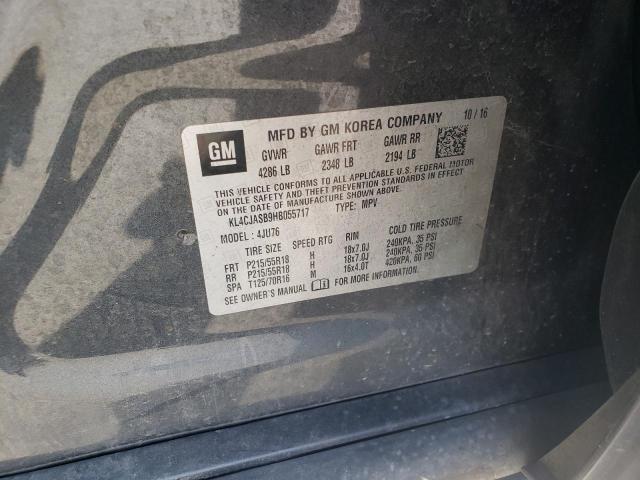 GM
MFD BY GM KOREA COMPANY 10 / 16
GVWR GAWR FRT GAWR RR
4286 LB 2348 LB 2194 LB
THIS VEHICLE CONFORMS TO ALL APPLICABLE U.S. FEDERAL MOTOR
VEHICLE SAFETY AND THEFT PREVENTION STANDARDS IN EFFECT
ON THE DATE OF MANUFACTURE SHOWN ABOVE.
KL4CJASB9HB055717 TYPE: MPV
MODEL : 4JU76
TIRE SIZE SPEED RTG RIM COLD TIRE PRESSURE
FRT P215/55R18 H 18x7.0J 240KPA, 35 PSI
RR P215/55R18 H 18x7.0J 240KPA, 35 PSI
SPA T125/70R16 M 16x4.0T 420KPA, 60 PSI
SEE OWNER'S MANUAL FOR MORE INFORMATION.